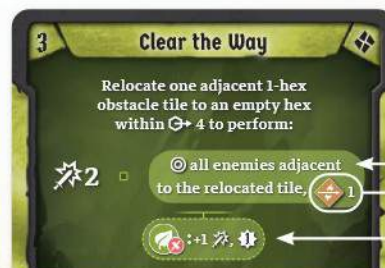 3 Clear the Way
Relocate one adjacent 1-hex
obstacle tile to an empty hex
within 4 to perform:
2 all enemies adjacent
to the relocated tile, 1
:+1 , 1